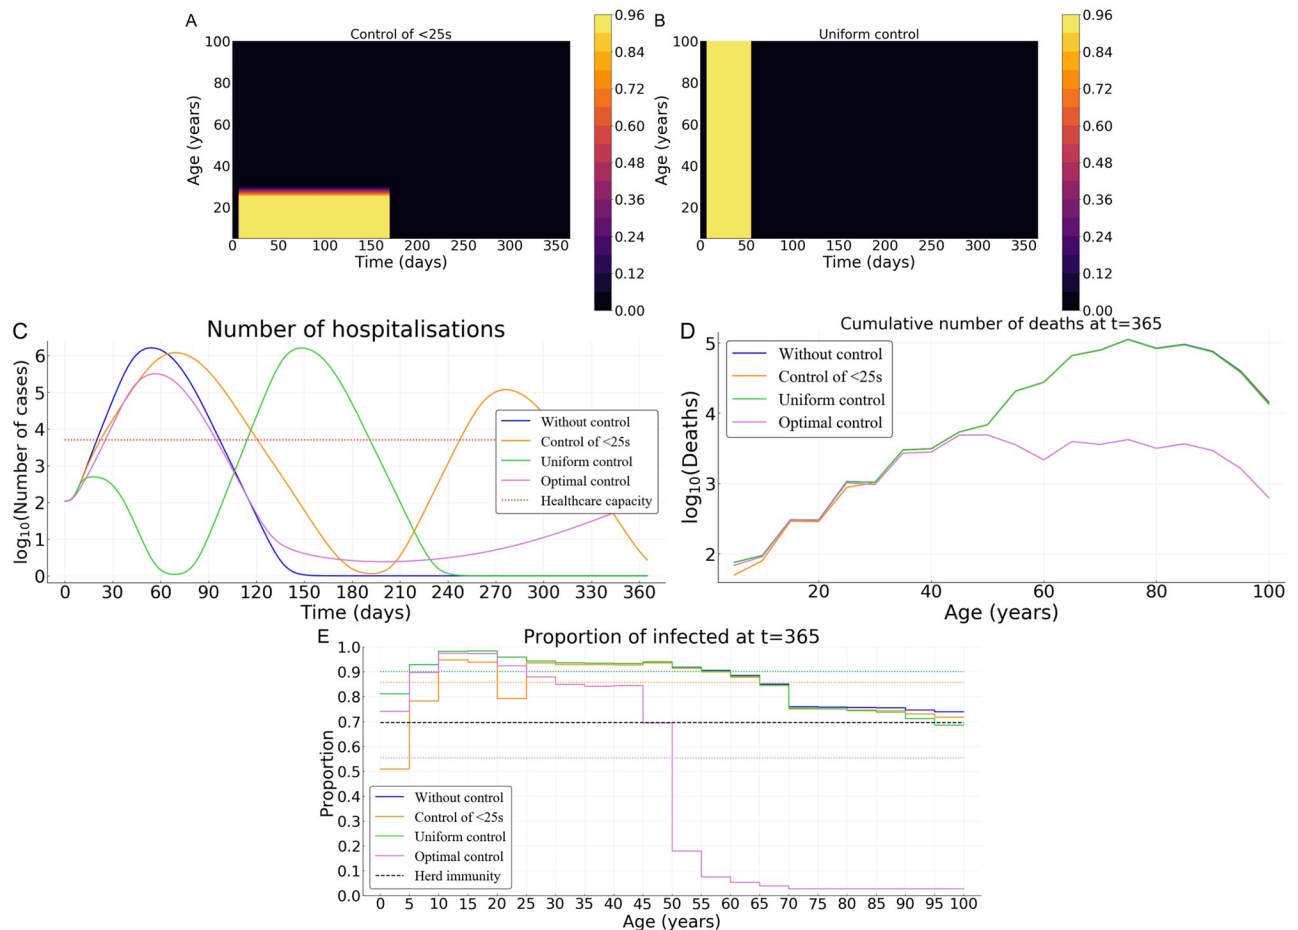 A
Control of <25s
Age (years)
100
80
60
40
20
0 50 100 150 200 250 300 350
Time (days)
0.96
0.84
0.72
0.60
0.48
0.36
0.24
0.12
0.00
B
Uniform control
Age (years)
100
80
60
40
20
0 50 100 150 200 250 300 350
Time (days)
0.96
0.84
0.72
0.60
0.48
0.36
0.24
0.12
0.00
C
Number of hospitalisations
log10(Number of cases)
6
5
4
3
2
1
0
0 30 60 90 120 150 180 210 240 270 300 330 360
Time (days)
Without control
Control of <25s
Uniform control
Optimal control
Healthcare capacity
D
Cumulative number of deaths at t=365
log10(Deaths)
5
4
3
2
20 40 60 80 100
Age (years)
Without control
Control of <25s
Uniform control
Optimal control
E
Proportion of infected at t=365
Proportion
1.0
0.9
0.8
0.7
0.6
0.5
0.4
0.3
0.2
0.1
0.0
0 5 10 15 20 25 30 35 40 45 50 55 60 65 70 75 80 85 90 95 100
Age (years)
Without control
Control of <25s
Uniform control
Optimal control
Herd immunity